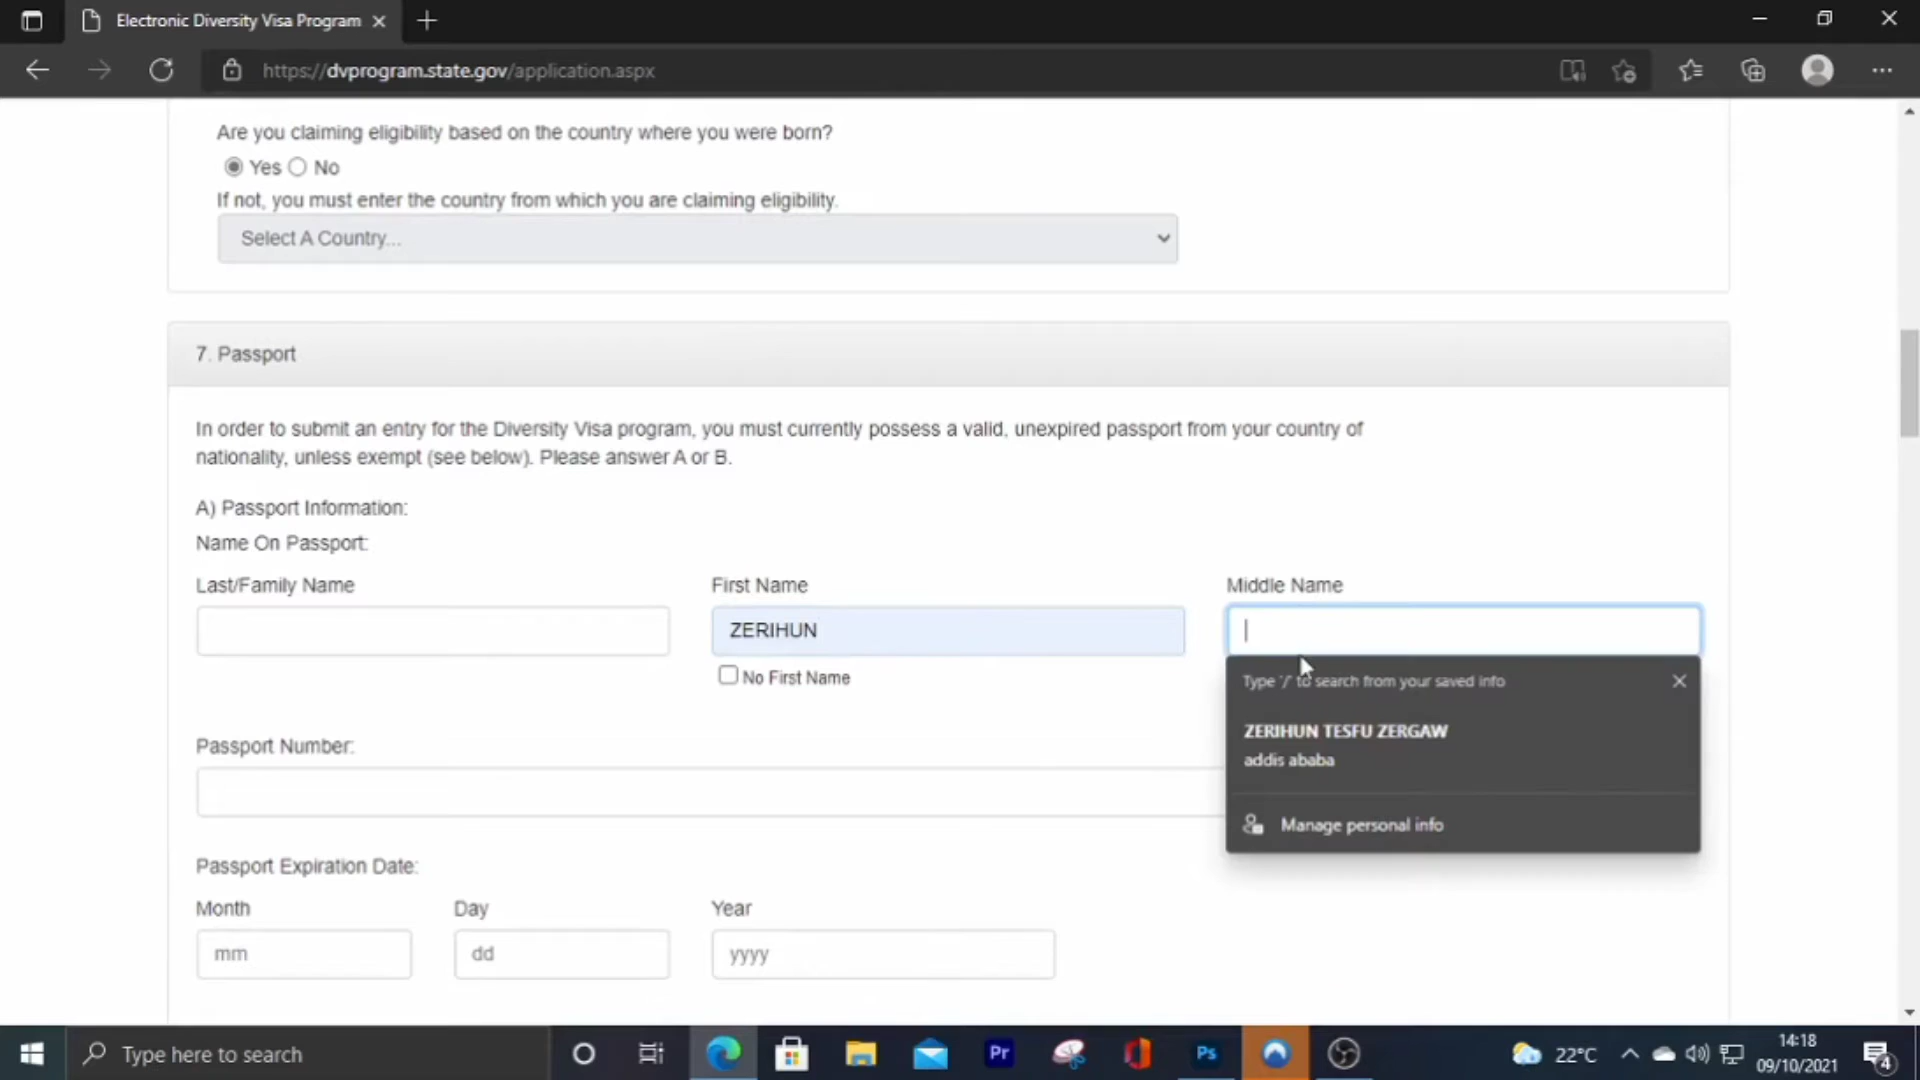 Electronic Diversity Visa Program
https://dvprogram.state.gov/application.aspx
Are you claiming eligibility based on the country where you were born?
Yes No
If not, you must enter the country from which you are claiming eligibility.
Select A Country...
7. Passport
In order to submit an entry for the Diversity Visa program, you must currently possess a valid, unexpired passport from your country of
nationality, unless exempt (see below). Please answer A or B.
A) Passport Information:
Name On Passport:
Last/Family Name First Name Middle Name
ZERIHUN
No First Name
Type '/' to search from your saved info
ZERIHUN TESFU ZERGAW
addis ababa
Manage personal info
Passport Number:
Passport Expiration Date:
Month Day Year
mm dd yyyy
Type here to search
Pr
Ps
22°C
14:18
09/10/2021
4